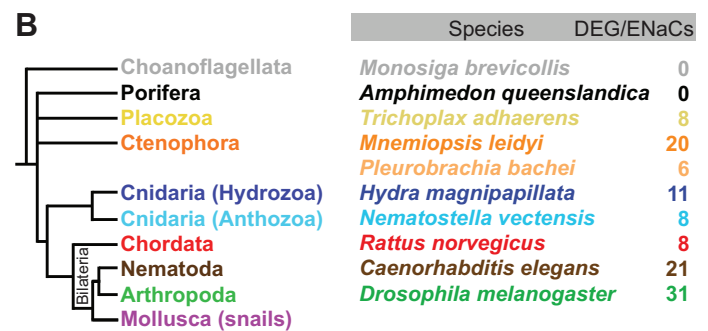 B
Species DEG/ENaCs
Choanoflagellata Monosiga brevicollis 0
Porifera Amphimedon queenslandica 0
Placozoa Trichoplax adhaerens 8
Ctenophora Mnemiopsis leidyi 20
Pleurobrachia bachei 6
Cnidaria (Hydrozoa) Hydra magnipapillata 11
Cnidaria (Anthozoa) Nematostella vectensis 8
Chordata Rattus norvegicus 8
Nematoda Caenorhabditis elegans 21
Arthropoda Drosophila melanogaster 31
Mollusca (snails)
Bilateria